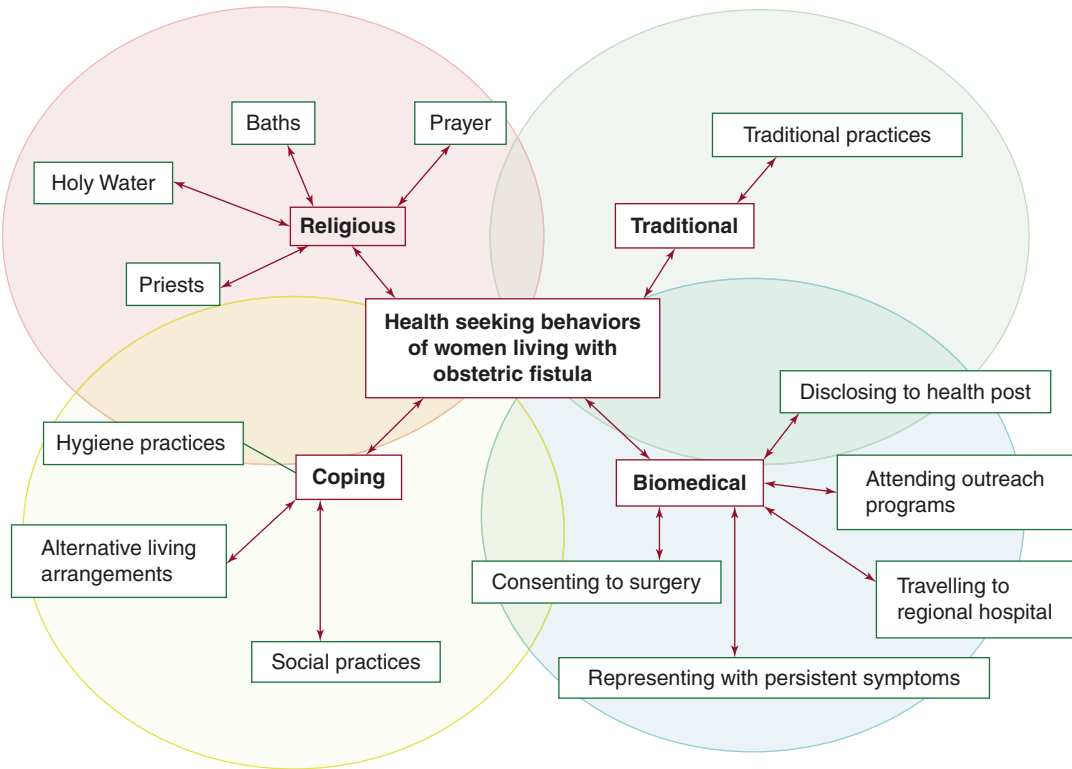 Baths
Prayer
Traditional practices
Holy Water
Religious
Traditional
Priests
Health seeking behaviors
of women living with
obstetric fistula
Disclosing to health post
Hygiene practices
Coping
Biomedical
Attending outreach
programs
Alternative living
arrangements
Consenting to surgery
Travelling to
regional hospital
Social practices
Representing with persistent symptoms